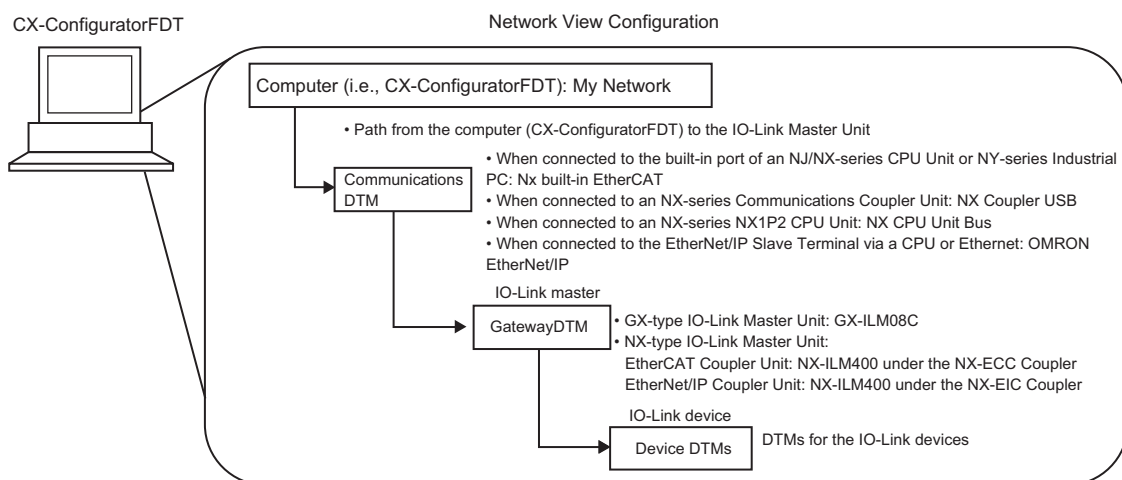 CX-ConfiguratorFDT
Network View Configuration
Computer (i.e., CX-ConfiguratorFDT): My Network
• Path from the computer (CX-ConfiguratorFDT) to the IO-Link Master Unit
Communications
DTM
• When connected to the built-in port of an NJ/NX-series CPU Unit or NY-series Industrial
PC: Nx built-in EtherCAT
• When connected to an NX-series Communications Coupler Unit: NX Coupler USB
• When connected to an NX-series NX1P2 CPU Unit: NX CPU Unit Bus
• When connected to the EtherNet/IP Slave Terminal via a CPU or Ethernet: OMRON
EtherNet/IP
IO-Link master
GatewayDTM
• GX-type IO-Link Master Unit: GX-ILM08C
• NX-type IO-Link Master Unit:
EtherCAT Coupler Unit: NX-ILM400 under the NX-ECC Coupler
EtherNet/IP Coupler Unit: NX-ILM400 under the NX-EIC Coupler
IO-Link device
Device DTMs
DTMs for the IO-Link devices